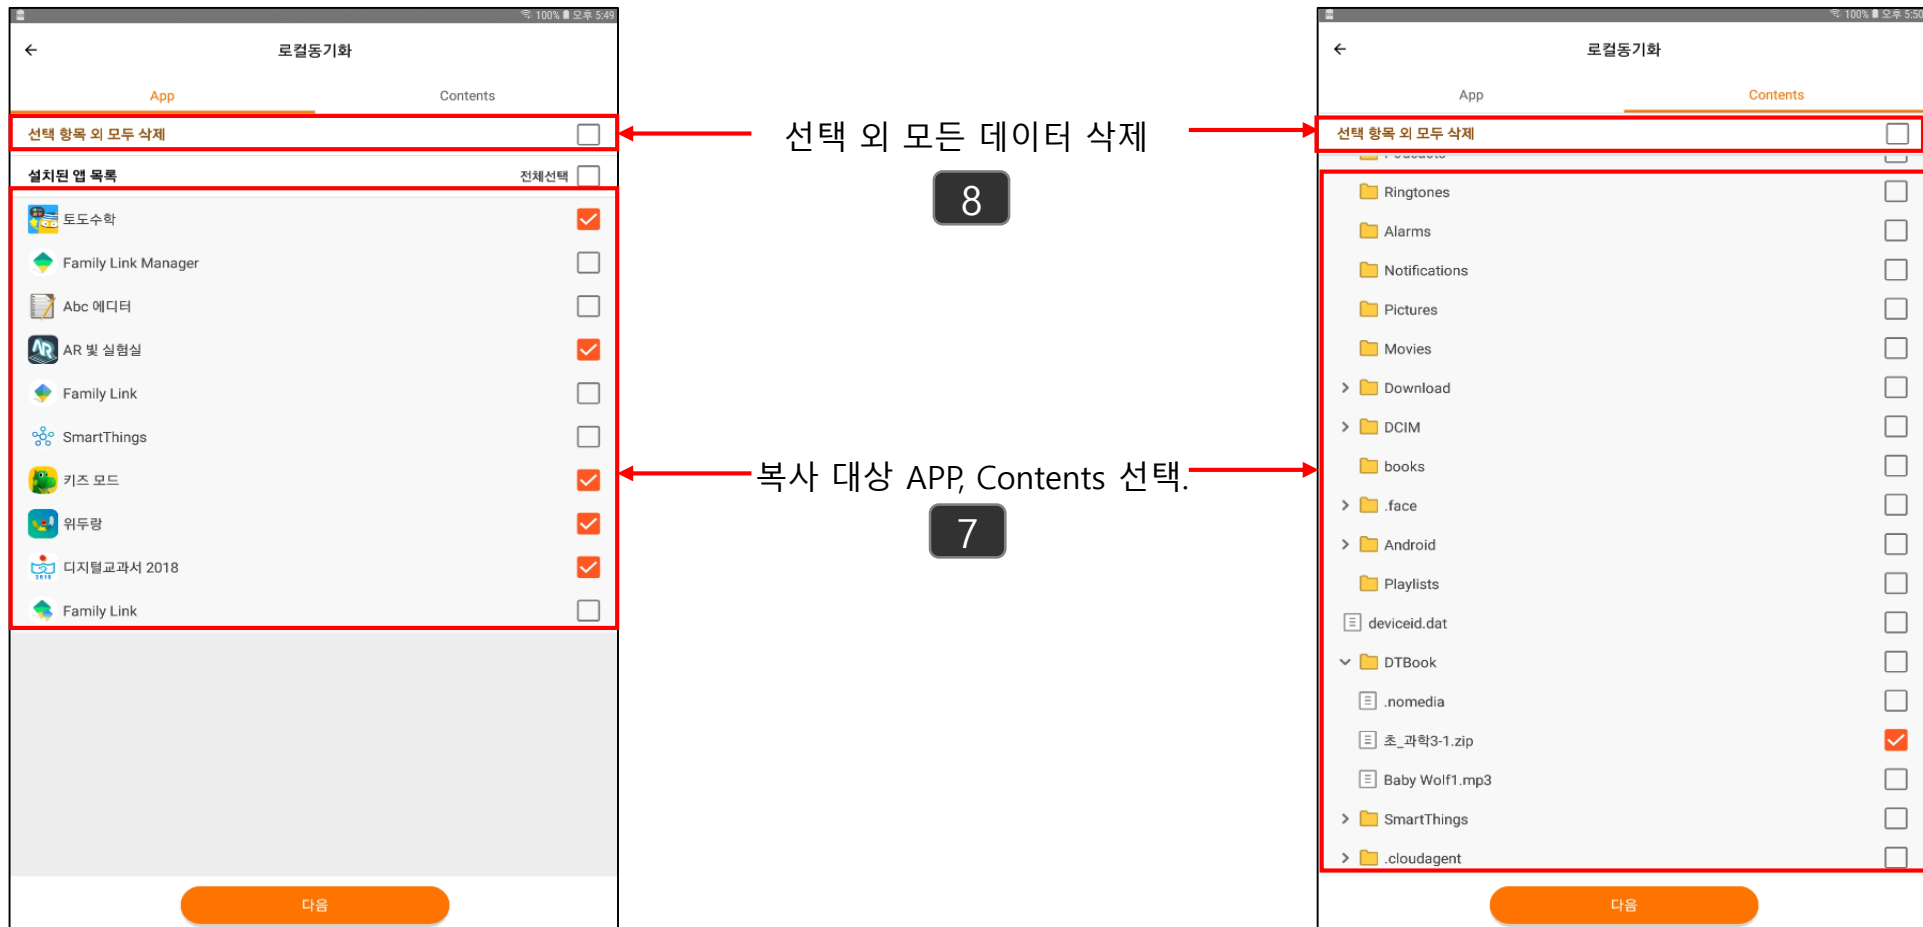 100% 오후 5:49
로컬동기화
App Contents
선택 항목 외 모두 삭제
설치된 앱 목록 전체선택
토도수학
Family Link Manager
Abc 에디터
AR 빛 실험실
Family Link
SmartThings
키즈 모드
위두랑
디지털교과서 2018
Family Link
다음
선택 외 모든 데이터 삭제
8
복사 대상 APP, Contents 선택.
7
100% 오후 5:50
로컬동기화
App Contents
선택 항목 외 모두 삭제
Podcasts
Ringtones
Alarms
Notifications
Pictures
Movies
Download
DCIM
books
.face
Android
Playlists
deviceid.dat
DTBook
.nomedia
초_과학3-1.zip
Baby Wolf1.mp3
SmartThings
.cloudagent
다음